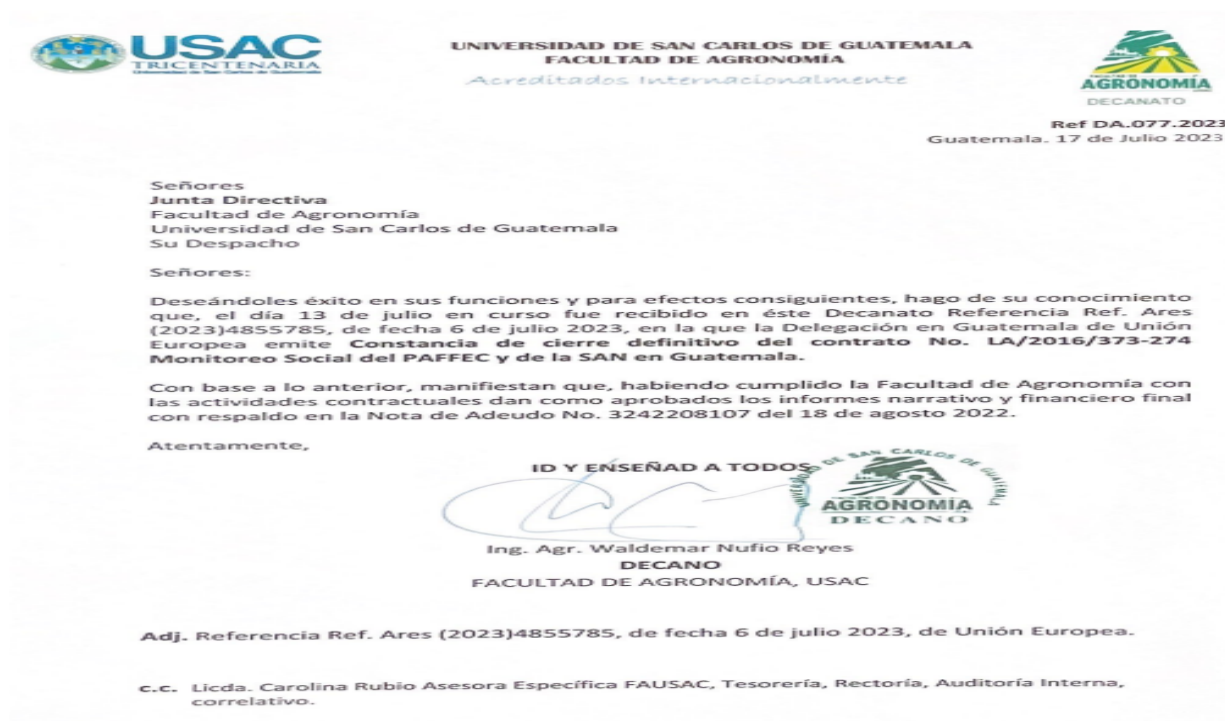 USAC
TRICENTENARIA
Universidad de San Carlos de Guatemala
UNIVERSIDAD DE SAN CARLOS DE GUATEMALA
FACULTAD DE AGRONOMÍA
Acreditados Internacionalmente
FACULTAD DE
AGRONOMÍA
DECANATO
Ref DA.077.2023
Guatemala. 17 de Julio 2023
Señores
Junta Directiva
Facultad de Agronomía
Universidad de San Carlos de Guatemala
Su Despacho
Señores:
Deseándoles éxito en sus funciones y para efectos consiguientes, hago de su conocimiento
que, el día 13 de julio en curso fue recibido en éste Decanato Referencia Ref. Ares
(2023)4855785, de fecha 6 de julio 2023, en la que la Delegación en Guatemala de Unión
Europea emite Constancia de cierre definitivo del contrato No. LA/2016/373-274
Monitoreo Social del PAFFEC y de la SAN en Guatemala.
Con base a lo anterior, manifiestan que, habiendo cumplido la Facultad de Agronomía con
las actividades contractuales dan como aprobados los informes narrativo y financiero final
con respaldo en la Nota de Adeudo No. 3242208107 del 18 de agosto 2022.
Atentamente,
ID Y ENSEÑAD A TODOS
UNIVERSIDAD DE SAN CARLOS DE GUATEMALA
AGRONOMÍA
DECANO
Ing. Agr. Waldemar Nufio Reyes
DECANO
FACULTAD DE AGRONOMÍA, USAC
Adj. Referencia Ref. Ares (2023)4855785, de fecha 6 de julio 2023, de Unión Europea.
c.c. Licda. Carolina Rubio Asesora Específica FAUSAC, Tesorería, Rectoría, Auditoría Interna,
correlativo.